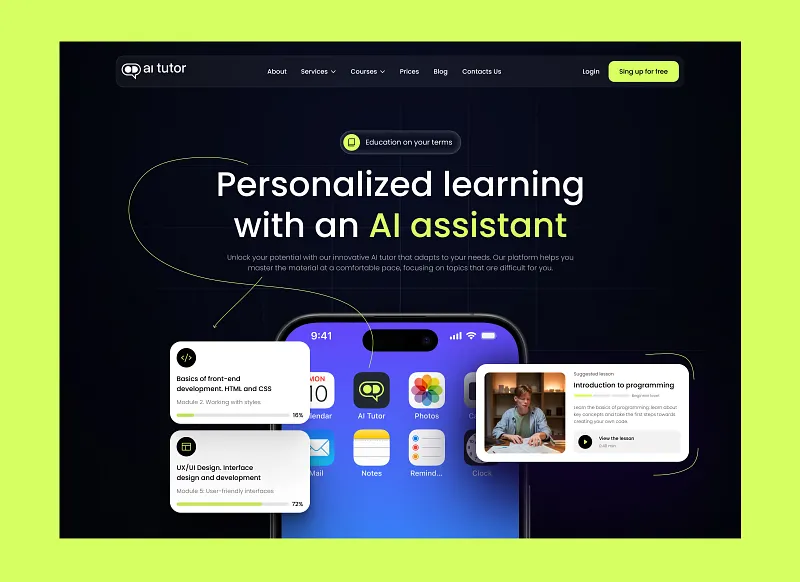 ai tutor
About
Services
Courses
Prices
Blog
Contacts Us
Login
Sing up for free
Education on your terms
Personalized learning
with an AI assistant
Unlock your potential with our innovative AI tutor that adapts to your needs. Our platform helps you
master the material at a comfortable pace, focusing on topics that are difficult for you.
9:41
Basics of front-end
development. HTML and CSS
Module 2. Working with styles.
16%
UX/UI Design. Interface
design and development
Module 5: User-friendly interfaces
72%
MON
10
lendar
AI Tutor
Photos
Mail
Notes
Remind...
Clock
Suggested lesson
Introduction to programming
Beginner level
Learn the basics of programming: learn about
key concepts and take the first steps towards
creating your own code.
View the lesson